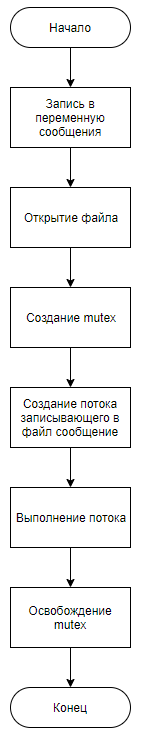 Начало
Запись в
переменную
сообщения
Открытие файла
Создание mutex
Создание потока
записывающего в
файл сообщение
Выполнение потока
Освобождение
mutex
Конец